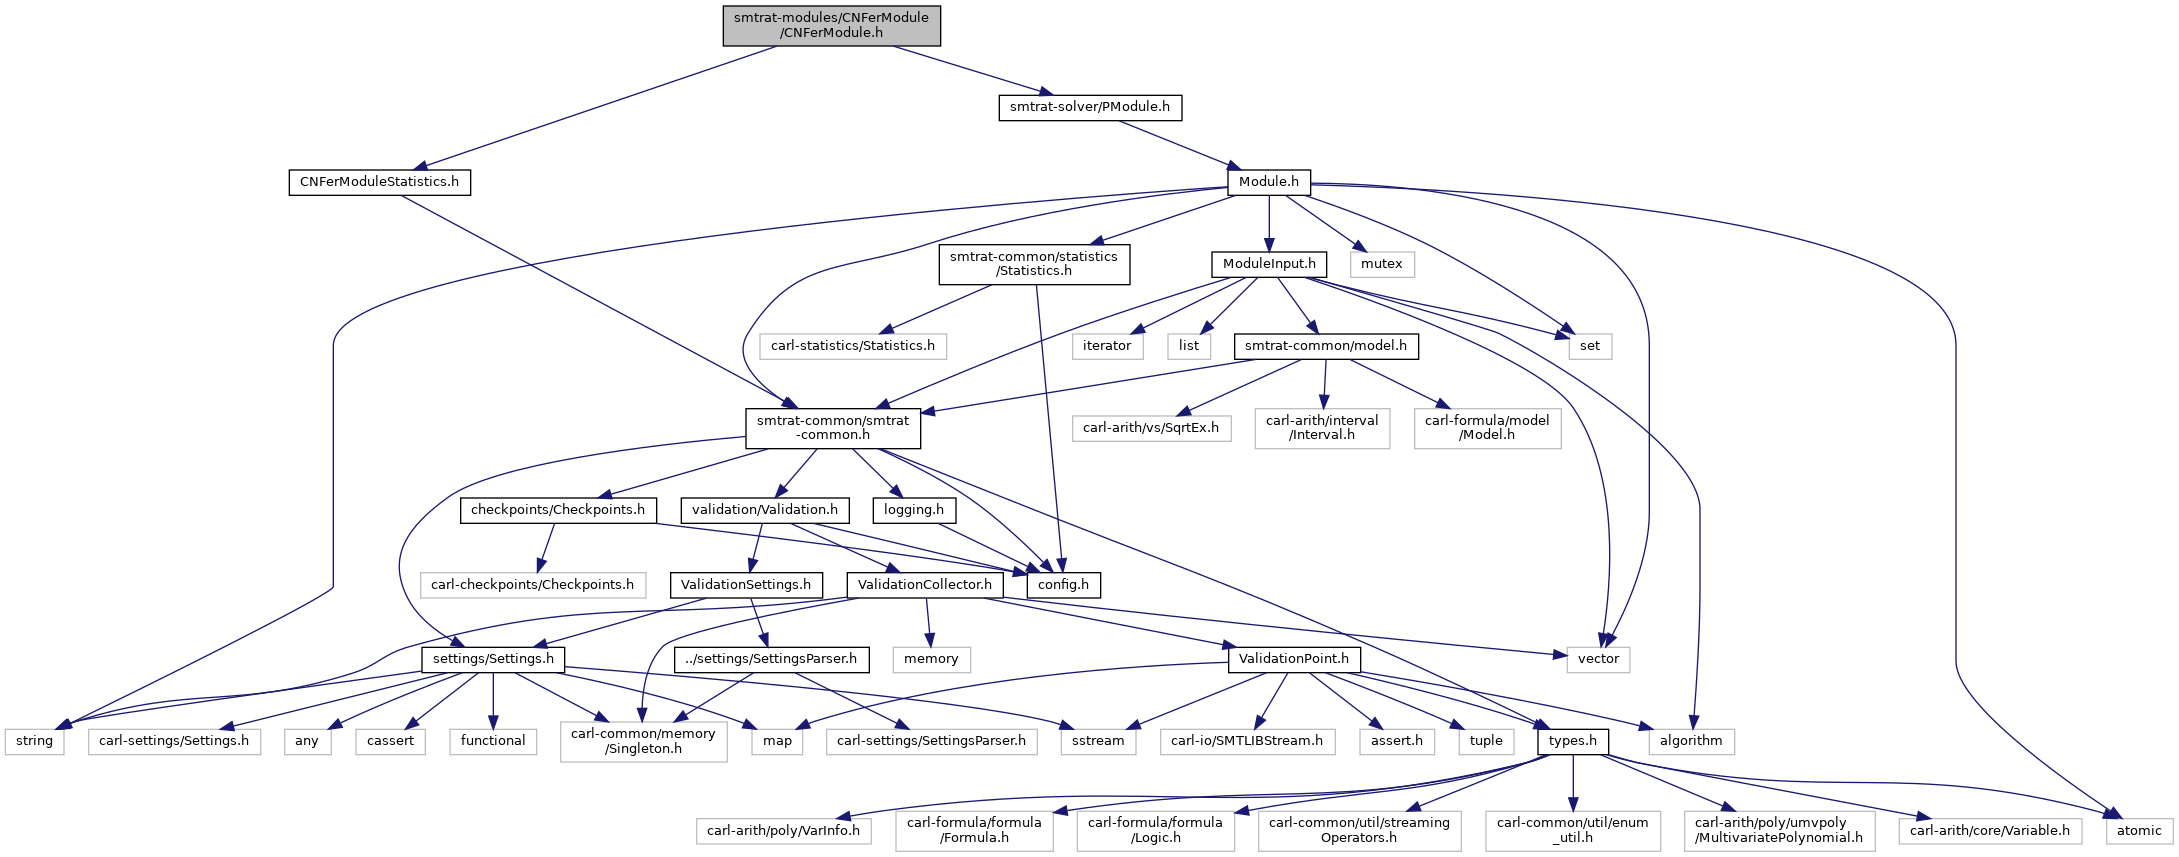 smtrat-modules/CNFerModule
/CNFerModule.h
smtrat-solver/PModule.h
CNFerModuleStatistics.h
Module.h
smtrat-common/statistics
/Statistics.h
ModuleInput.h
mutex
carl-statistics/Statistics.h
iterator
list
smtrat-common/model.h
set
smtrat-common/smtrat
-common.h
carl-arith/vs/SqrtEx.h
carl-arith/interval
/Interval.h
carl-formula/model
/Model.h
checkpoints/Checkpoints.h
validation/Validation.h
logging.h
carl-checkpoints/Checkpoints.h
ValidationSettings.h
ValidationCollector.h
config.h
settings/Settings.h
../settings/SettingsParser.h
memory
ValidationPoint.h
vector
string
carl-settings/Settings.h
any
cassert
functional
carl-common/memory
/Singleton.h
map
carl-settings/SettingsParser.h
sstream
carl-io/SMTLIBStream.h
assert.h
tuple
types.h
algorithm
carl-arith/poly/VarInfo.h
carl-formula/formula
/Formula.h
carl-formula/formula
/Logic.h
carl-common/util/streaming
Operators.h
carl-common/util/enum
_util.h
carl-arith/poly/umvpoly
/MultivariatePolynomial.h
carl-arith/core/Variable.h
atomic